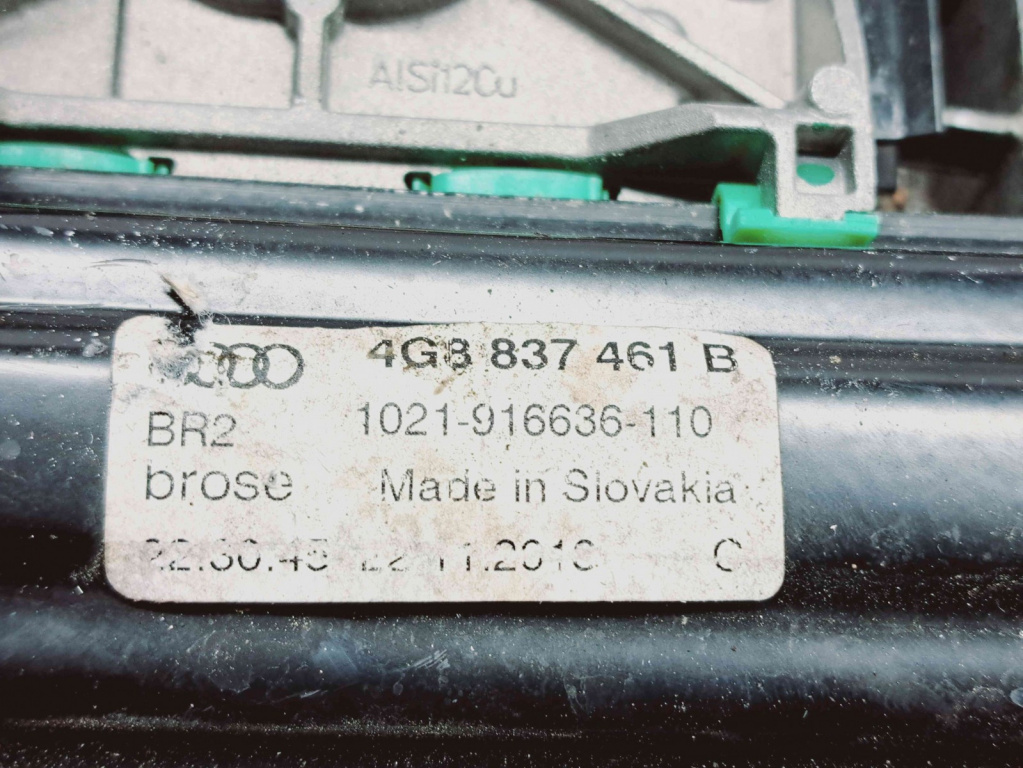 AlSi12Cu
4G8 837 461 B
BR2 1021-916636-110
brose Made in Slovakia
C